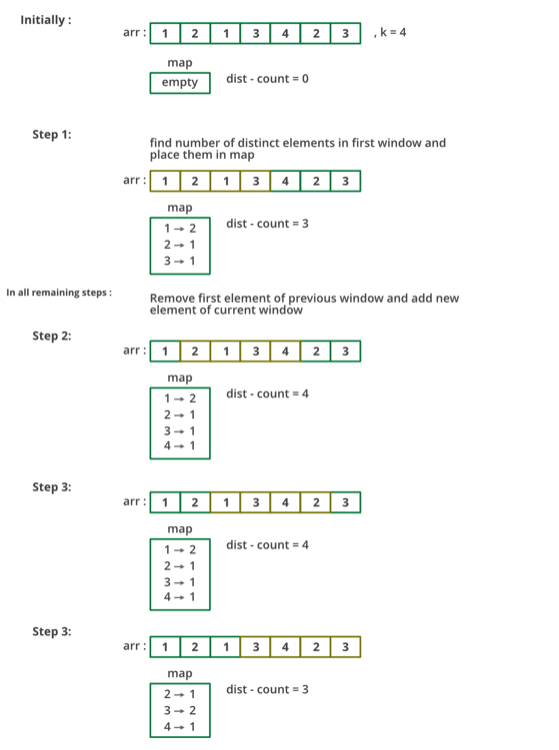 Initially :
arr : 1 2 1 3 4 2 3 , k = 4
map
empty dist - count = 0
Step 1:
find number of distinct elements in first window and
place them in map
arr : 1 2 1 3 4 2 3
map
1 → 2 dist - count = 3
2 → 1
3 → 1
In all remaining steps :
Remove first element of previous window and add new
element of current window
Step 2:
arr : 1 2 1 3 4 2 3
map
1 → 2 dist - count = 4
2 → 1
3 → 1
4 → 1
Step 3:
arr : 1 2 1 3 4 2 3
map
1 → 2 dist - count = 4
2 → 1
3 → 1
4 → 1
Step 3:
arr : 1 2 1 3 4 2 3
map
2 → 1 dist - count = 3
3 → 2
4 → 1